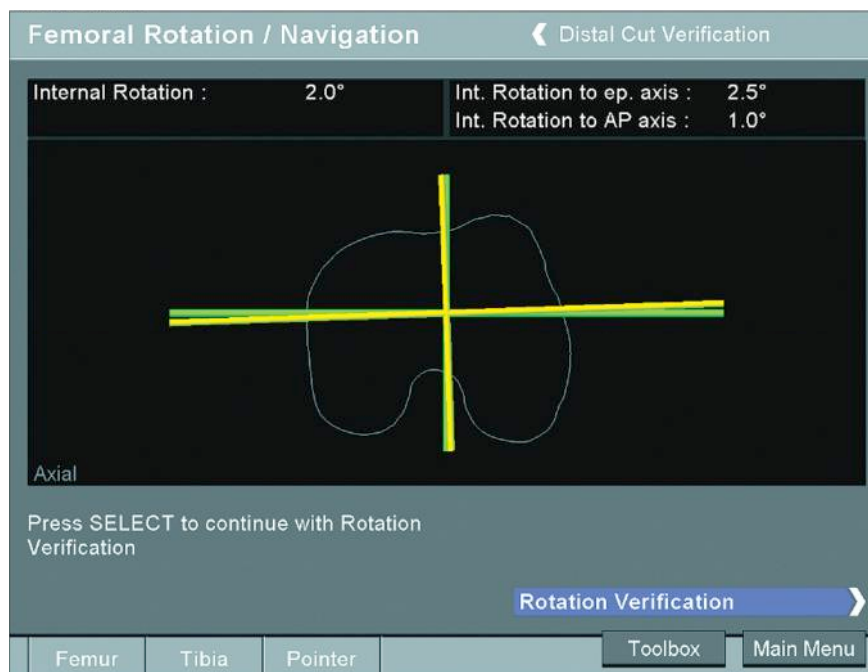 Femoral Rotation / Navigation
Distal Cut Verification
Internal Rotation : 2.0°
Int. Rotation to ep. axis : 2.5°
Int. Rotation to AP axis : 1.0°
Axial
Press SELECT to continue with Rotation
Verification
Rotation Verification
Femur
Tibia
Pointer
Toolbox
Main Menu